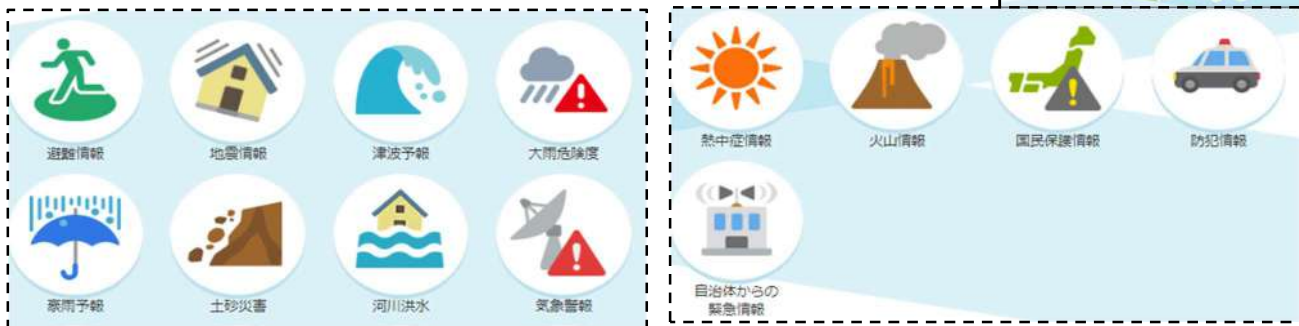 避難情報
地震情報
津波予報
大雨危険度
豪雨予報
土砂災害
河川洪水
気象警報
熱中症情報
火山情報
国民保護情報
防犯情報
自治体からの
緊急情報